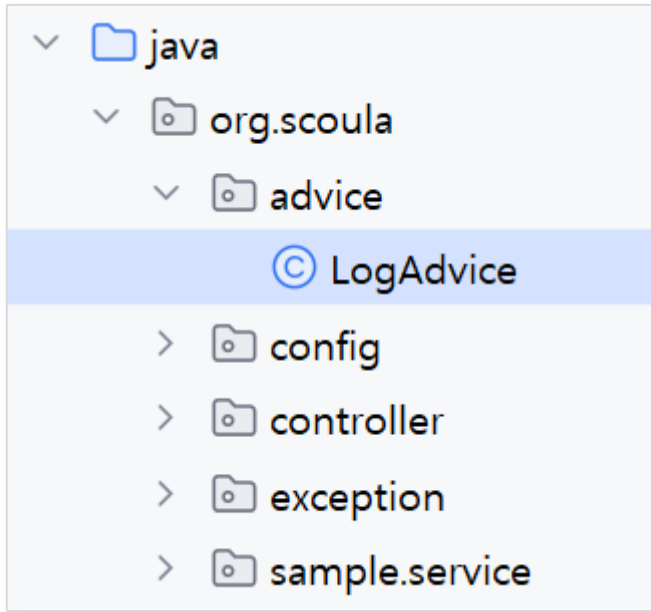 java
org.scoula
advice
LogAdvice
config
controller
exception
sample.service